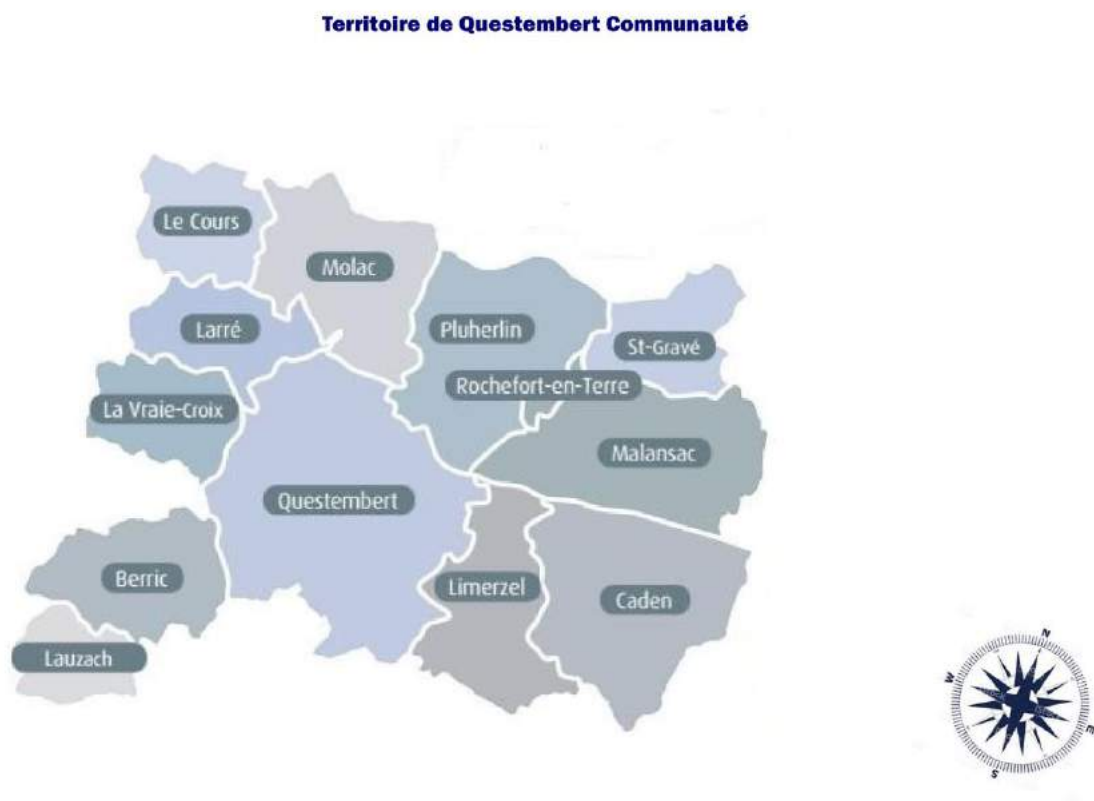 Territoire de Questembert Communauté
Le Cours
Molac
Larré
Pluherlin
St-Gravé
Rochefort-en-Terre
La Vraie-Croix
Malansac
Questembert
Berric
Limerzel
Caden
Lauzach
N
W
E
S